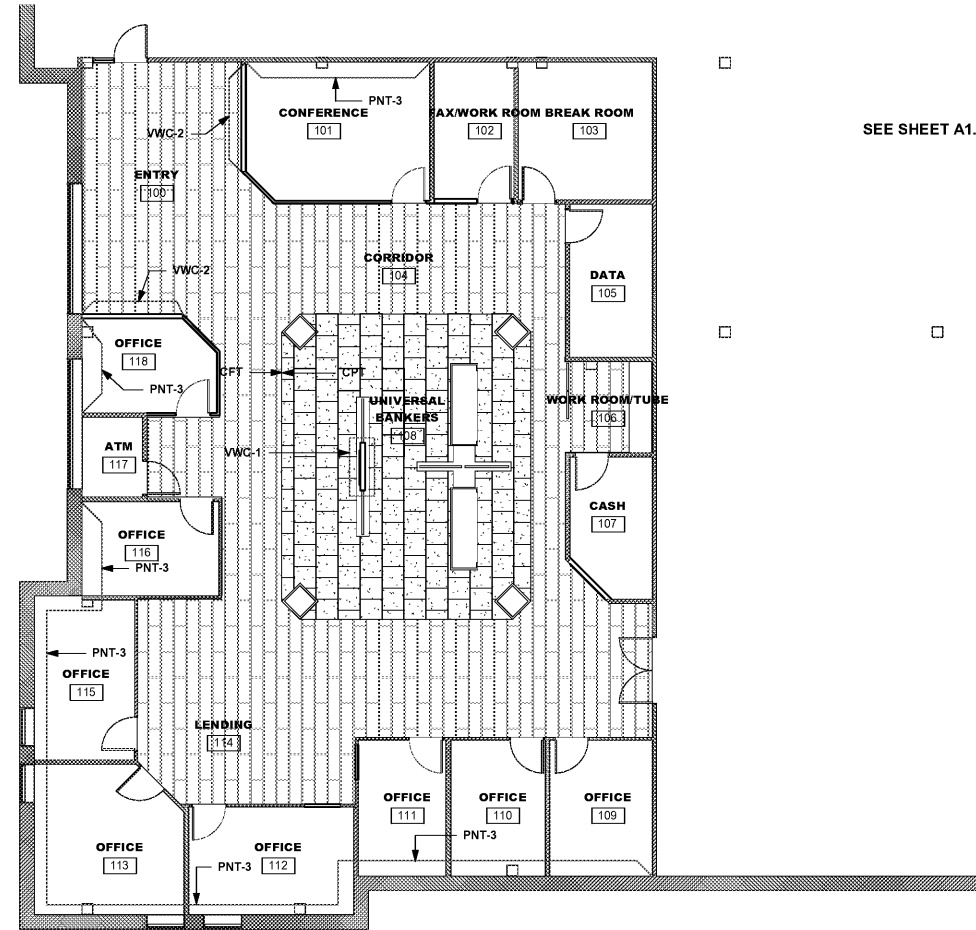 PNT-3
CONFERENCE
101
FAX/WORK ROOM
102
BREAK ROOM
103
SEE SHEET A1.
VWC-2
ENTRY
100
CORRIDOR
104
VWC-2
DATA
105
OFFICE
118
CFT
CPT
PNT-3
UNIVERSAL
BANKERS
108
WORK ROOM/TUBE
106
ATM
117
VWC-1
CASH
107
OFFICE
116
PNT-3
PNT-3
OFFICE
115
LENDING
114
OFFICE
111
OFFICE
110
OFFICE
109
PNT-3
OFFICE
113
OFFICE
112
PNT-3